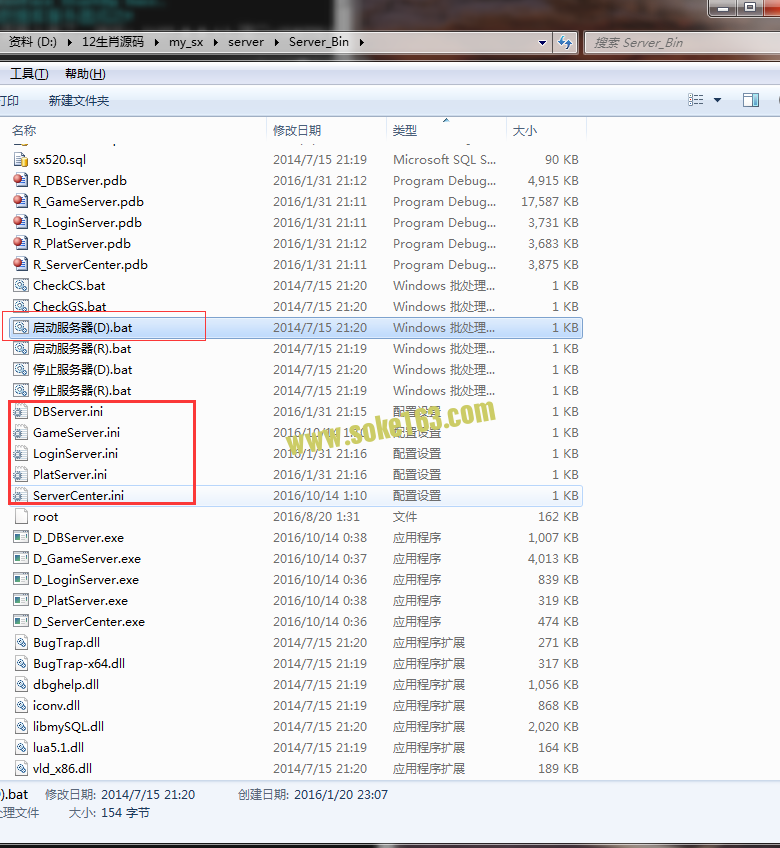 资料 (D:) 12生肖源码 my_sx server Server_Bin 搜索 Server_Bin
工具(T) 帮助(H)
打印 新建文件夹
名称 修改日期 类型 大小
sx520.sql 2014/7/15 21:19 Microsoft SQL S... 90 KB
R_DBServer.pdb 2016/1/31 21:12 Program Debug... 4,915 KB
R_GameServer.pdb 2016/1/31 21:11 Program Debug... 17,587 KB
R_LoginServer.pdb 2016/1/31 21:11 Program Debug... 3,731 KB
R_PlatServer.pdb 2016/1/31 21:12 Program Debug... 3,683 KB
R_ServerCenter.pdb 2016/1/31 21:11 Program Debug... 3,875 KB
CheckCS.bat 2014/7/15 21:20 Windows 批处理... 1 KB
CheckGS.bat 2014/7/15 21:20 Windows 批处理... 1 KB
启动服务器(D).bat 2014/7/15 21:20 Windows 批处理... 1 KB
启动服务器(R).bat 2014/7/15 21:19 Windows 批处理... 1 KB
停止服务器(D).bat 2014/7/15 21:20 Windows 批处理... 1 KB
停止服务器(R).bat 2014/7/15 21:19 Windows 批处理... 1 KB
DBServer.ini 2016/1/31 21:15 配置设置 1 KB
GameServer.ini 2016/10/14 配置设置 1 KB
www.soke163.com
LoginServer.ini 2016/1/31 21:16 配置设置 1 KB
PlatServer.ini 2016/1/31 21:16 配置设置 1 KB
ServerCenter.ini 2016/10/14 1:10 配置设置 1 KB
root 2016/8/20 1:31 文件 162 KB
D_DBServer.exe 2016/10/14 0:38 应用程序 1,007 KB
D_GameServer.exe 2016/10/14 0:37 应用程序 4,013 KB
D_LoginServer.exe 2016/10/14 0:36 应用程序 839 KB
D_PlatServer.exe 2016/10/14 0:38 应用程序 319 KB
D_ServerCenter.exe 2016/10/14 0:36 应用程序 474 KB
BugTrap.dll 2014/7/15 21:20 应用程序扩展 271 KB
BugTrap-x64.dll 2014/7/15 21:19 应用程序扩展 317 KB
dbghelp.dll 2014/7/15 21:19 应用程序扩展 1,056 KB
iconv.dll 2014/7/15 21:19 应用程序扩展 868 KB
libmySQL.dll 2014/7/15 21:20 应用程序扩展 2,020 KB
lua5.1.dll 2014/7/15 21:19 应用程序扩展 164 KB
vld_x86.dll 2014/7/15 21:20 应用程序扩展 189 KB
).bat 修改日期: 2014/7/15 21:20 创建日期: 2016/1/20 23:07
处理文件 大小: 154 字节